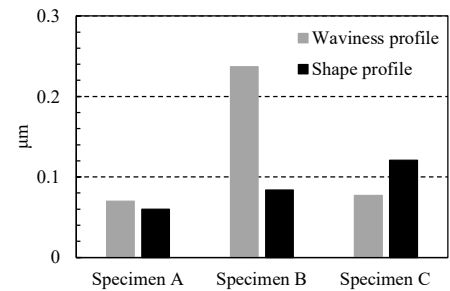 0.3
Waviness profile
Shape profile
0.2
μm
0.1
0
Specimen A Specimen B Specimen C